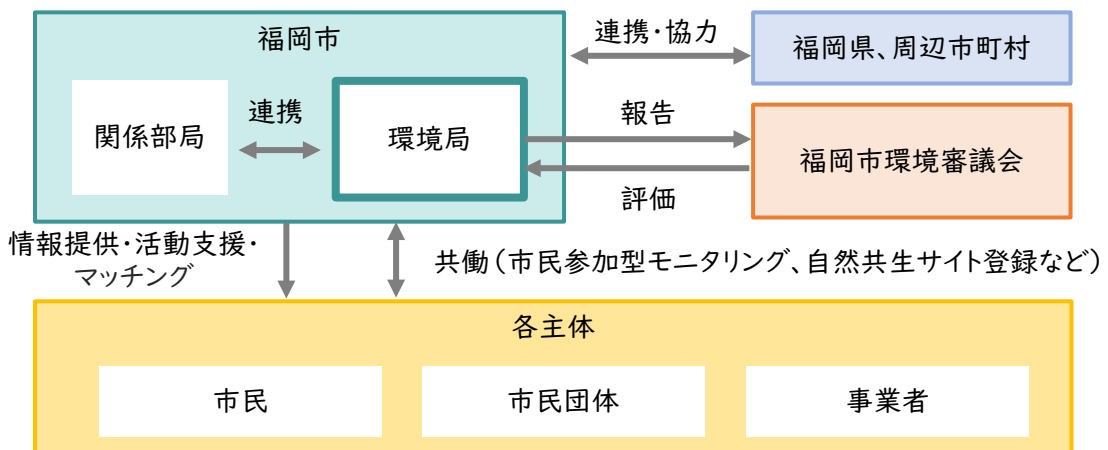 福岡市
連携・協力
福岡県、周辺市町村
関係部局
連携
環境局
報告
福岡市環境審議会
評価
情報提供・活動支援・
マッチング
共働（市民参加型モニタリング、自然共生サイト登録など）
各主体
市民
市民団体
事業者